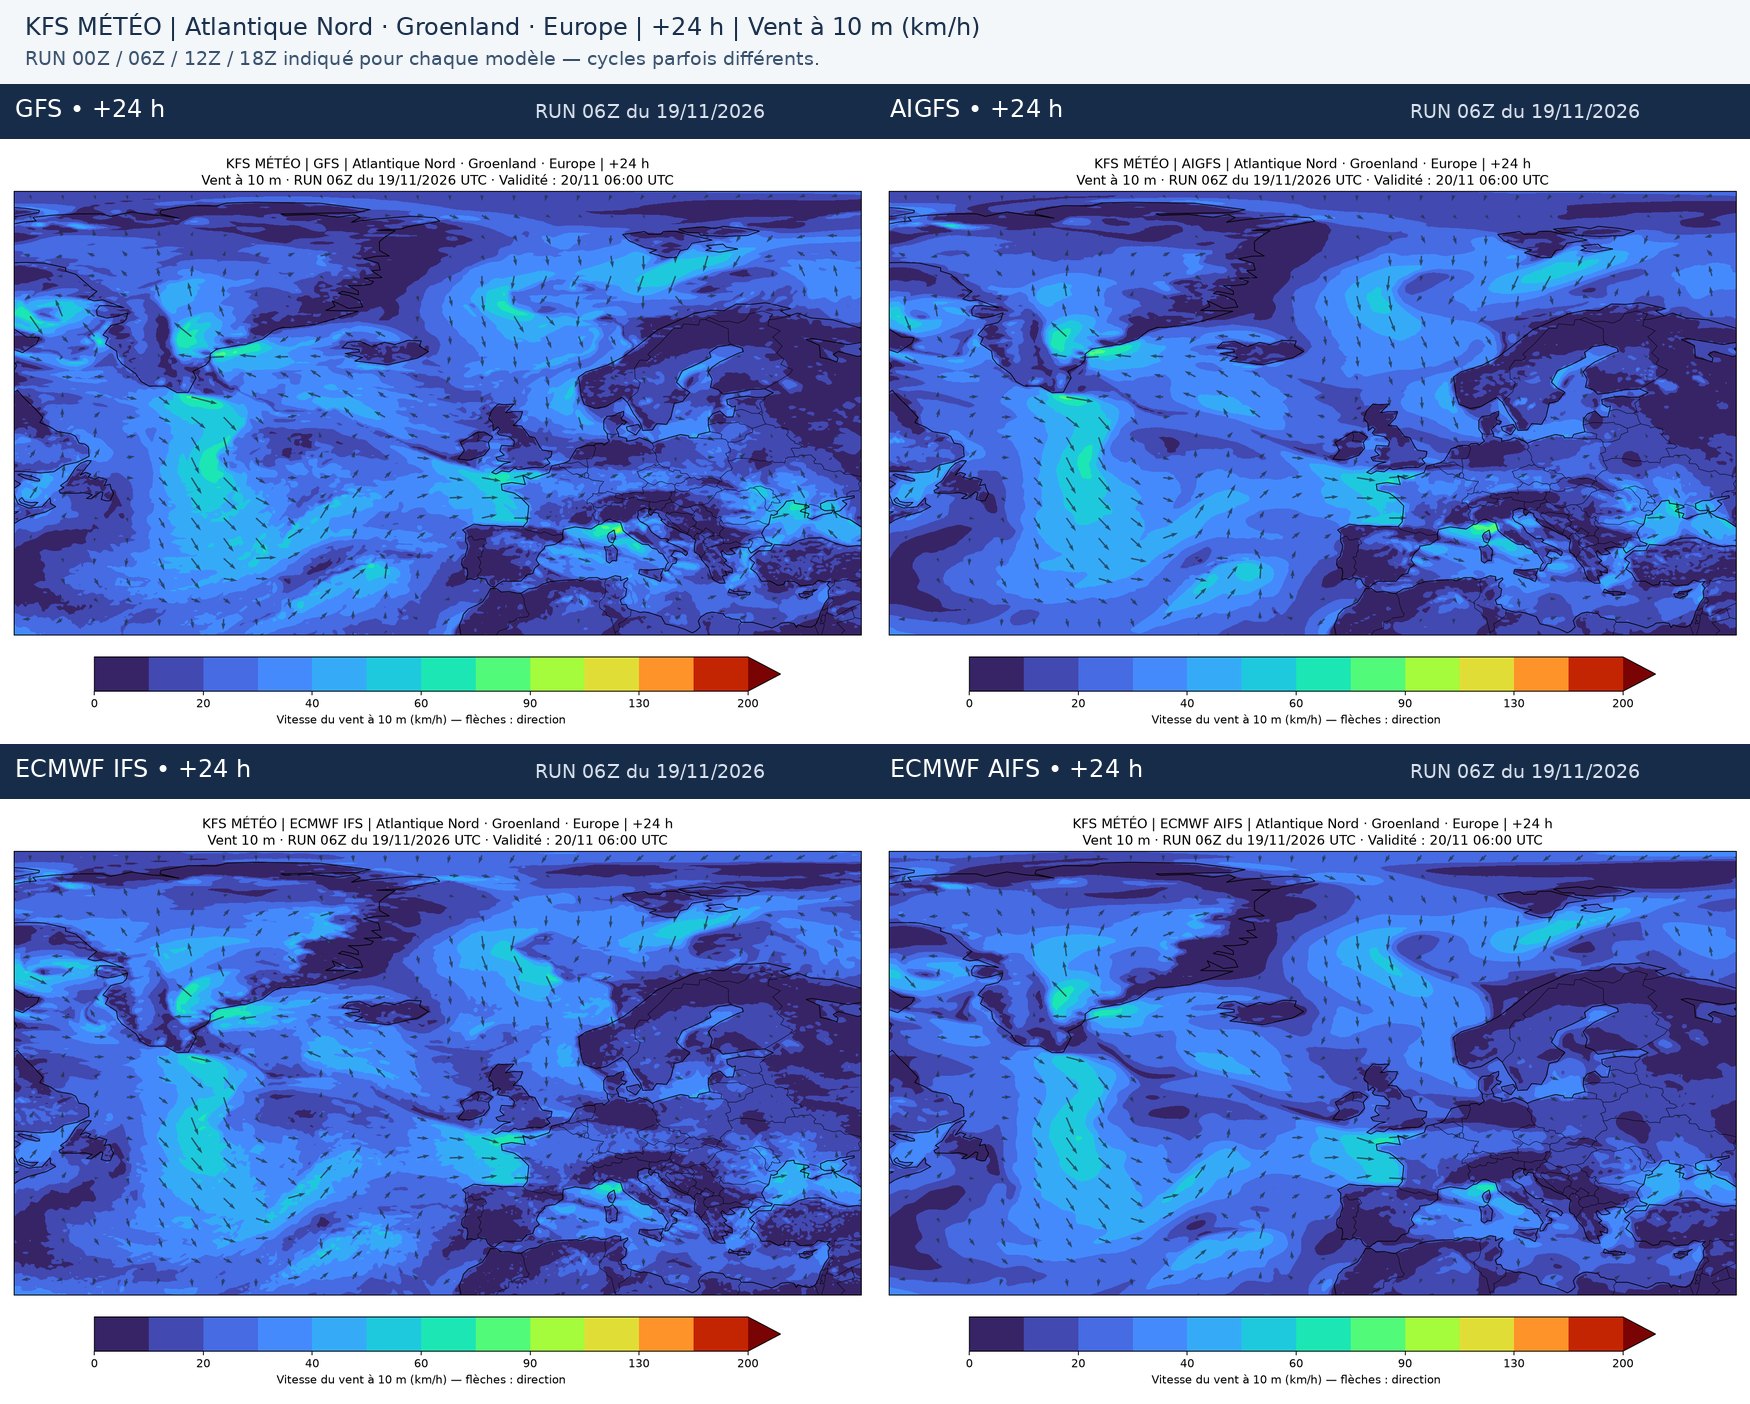 KFS MÉTÉO | Atlantique Nord · Groenland · Europe | +24 h | Vent à 10 m (km/h)
RUN 00Z / 06Z / 12Z / 18Z indiqué pour chaque modèle — cycles parfois différents.
GFS • +24 h
RUN 06Z du 19/11/2026
KFS MÉTÉO | GFS | Atlantique Nord · Groenland · Europe | +24 h
Vent à 10 m · RUN 06Z du 19/11/2026 UTC · Validité : 20/11 06:00 UTC
0 20 40 60 90 130 200
Vitesse du vent à 10 m (km/h) — flèches : direction
AIGFS • +24 h
RUN 06Z du 19/11/2026
KFS MÉTÉO | AIGFS | Atlantique Nord · Groenland · Europe | +24 h
Vent à 10 m · RUN 06Z du 19/11/2026 UTC · Validité : 20/11 06:00 UTC
0 20 40 60 90 130 200
Vitesse du vent à 10 m (km/h) — flèches : direction
ECMWF IFS • +24 h
RUN 06Z du 19/11/2026
KFS MÉTÉO | ECMWF IFS | Atlantique Nord · Groenland · Europe | +24 h
Vent 10 m · RUN 06Z du 19/11/2026 UTC · Validité : 20/11 06:00 UTC
0 20 40 60 90 130 200
Vitesse du vent à 10 m (km/h) — flèches : direction
ECMWF AIFS • +24 h
RUN 06Z du 19/11/2026
KFS MÉTÉO | ECMWF AIFS | Atlantique Nord · Groenland · Europe | +24 h
Vent 10 m · RUN 06Z du 19/11/2026 UTC · Validité : 20/11 06:00 UTC
0 20 40 60 90 130 200
Vitesse du vent à 10 m (km/h) — flèches : direction